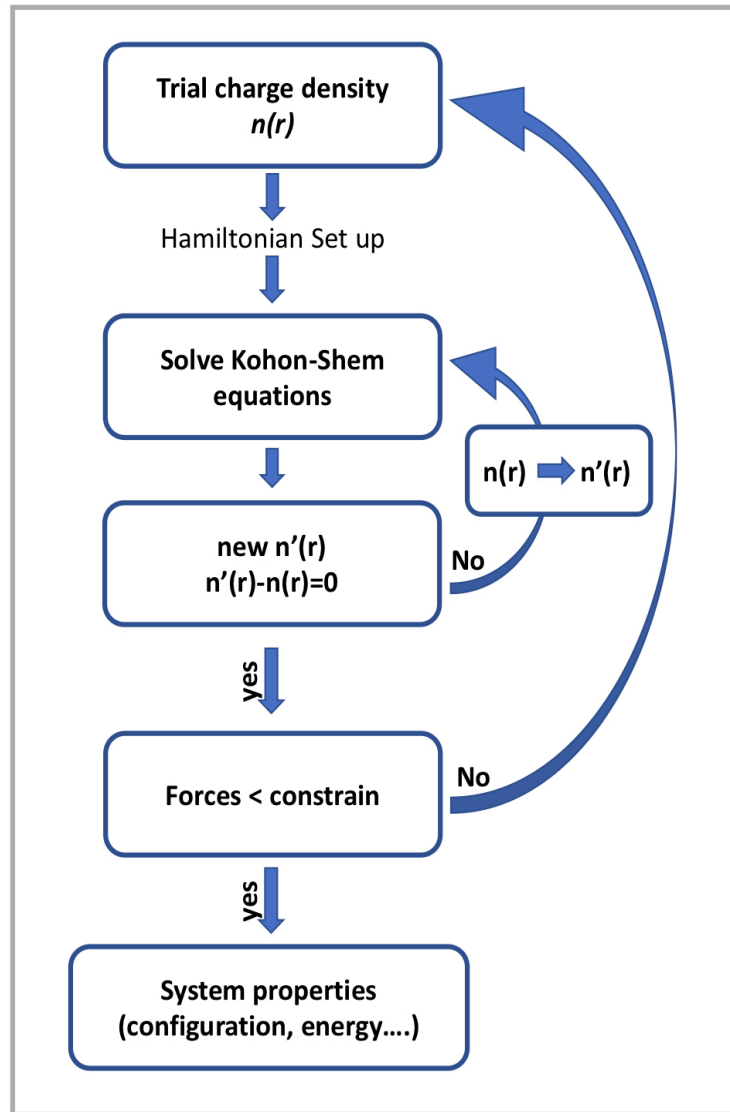 Trial charge density
n(r)
Hamiltonian Set up
Solve Kohon-Shem
equations
n(r) n’(r)
new n’(r)
n’(r)-n(r)=0
No
yes
Forces < constrain
No
yes
System properties
(configuration, energy....)